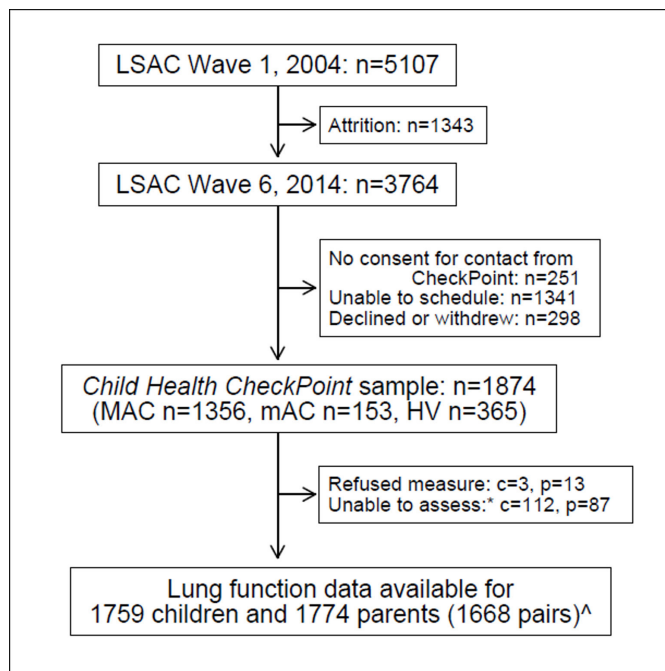 LSAC Wave 1, 2004: n=5107
Attrition: n=1343
LSAC Wave 6, 2014: n=3764
No consent for contact from
CheckPoint: n=251
Unable to schedule: n=1341
Declined or withdrew: n=298
Child Health CheckPoint sample: n=1874
(MAC n=1356, mAC n=153, HV n=365)
Refused measure: c=3, p=13
Unable to assess:* c=112, p=87
Lung function data available for
1759 children and 1774 parents (1668 pairs)^